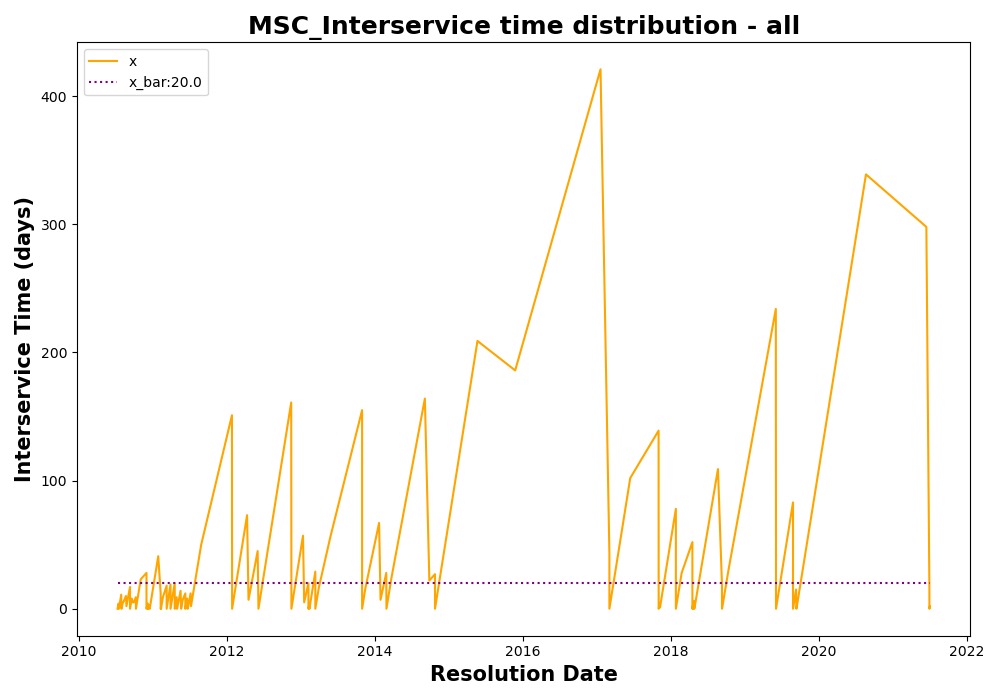 MSC_Interservice time distribution - all
x
x_bar:20.0
Interservice Time (days)
400
300
200
100
0
2010 2012 2014 2016 2018 2020 2022
Resolution Date